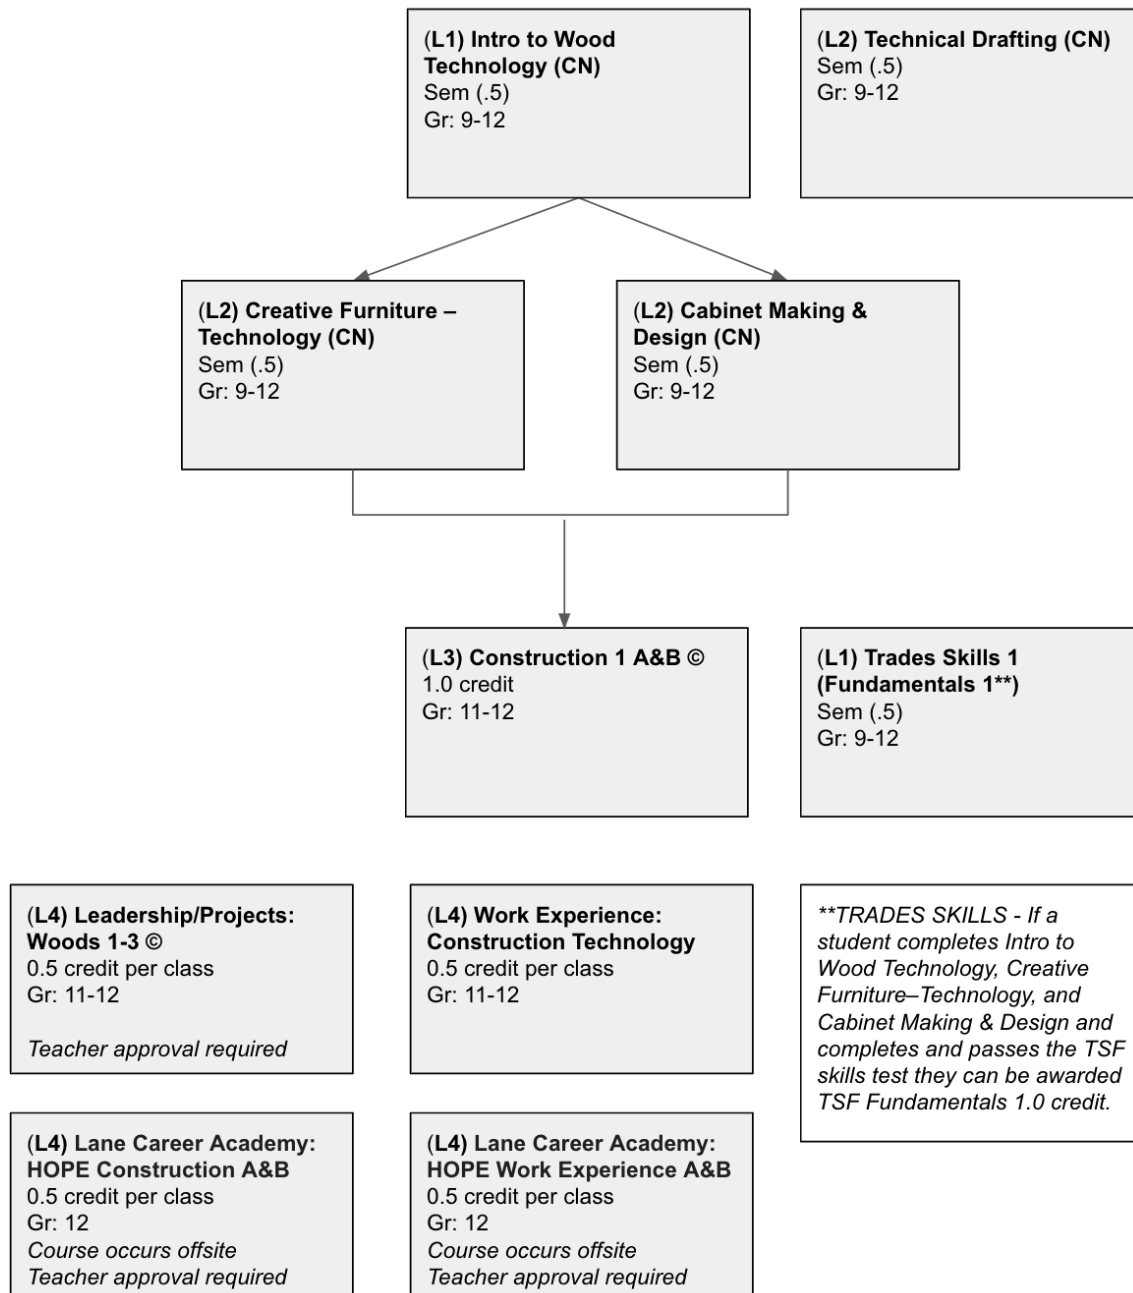 (L1) Intro to Wood
Technology (CN)
Sem (.5)
Gr: 9-12
(L2) Technical Drafting (CN)
Sem (.5)
Gr: 9-12
(L2) Creative Furniture –
Technology (CN)
Sem (.5)
Gr: 9-12
(L2) Cabinet Making &
Design (CN)
Sem (.5)
Gr: 9-12
(L3) Construction 1 A&B ©
1.0 credit
Gr: 11-12
(L1) Trades Skills 1
(Fundamentals 1**)
Sem (.5)
Gr: 9-12
(L4) Leadership/Projects:
Woods 1-3 ©
0.5 credit per class
Gr: 11-12
Teacher approval required
(L4) Work Experience:
Construction Technology
0.5 credit per class
Gr: 11-12
**TRADES SKILLS - If a
student completes Intro to
Wood Technology, Creative
Furniture–Technology, and
Cabinet Making & Design and
completes and passes the TSF
skills test they can be awarded
TSF Fundamentals 1.0 credit.
(L4) Lane Career Academy:
HOPE Construction A&B
0.5 credit per class
Gr: 12
Course occurs offsite
Teacher approval required
(L4) Lane Career Academy:
HOPE Work Experience A&B
0.5 credit per class
Gr: 12
Course occurs offsite
Teacher approval required